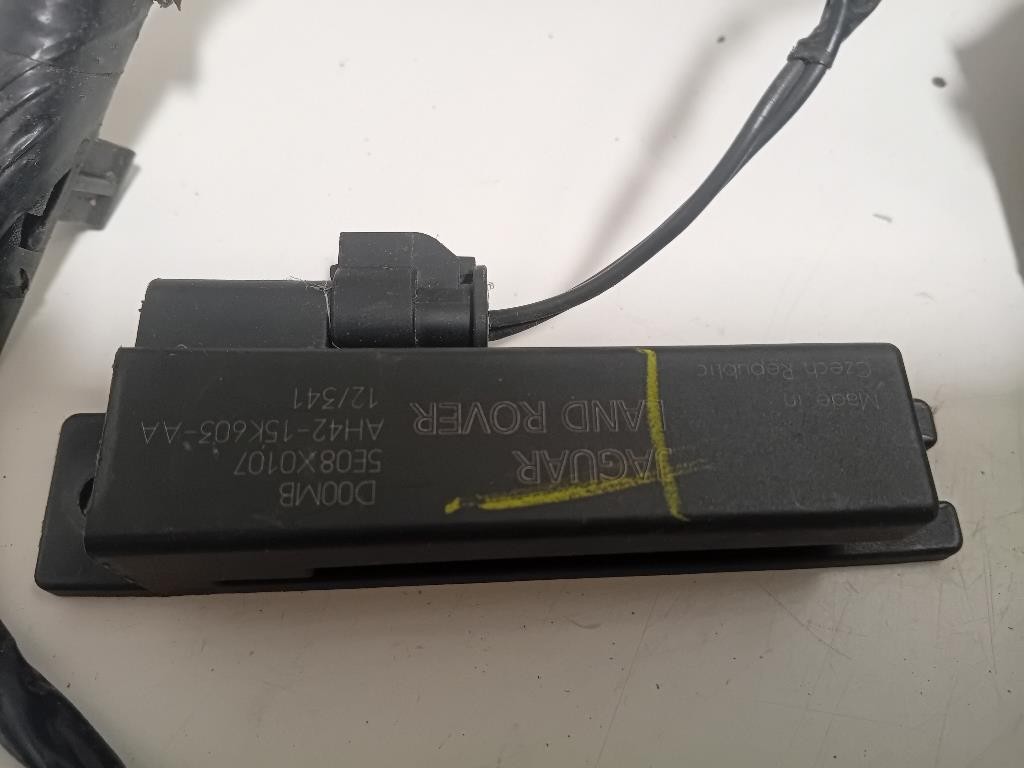 D00MB
5E08X0107
AH42-15K603-AA
12/341
JAGUAR
LAND ROVER
Made in
Czech Republic